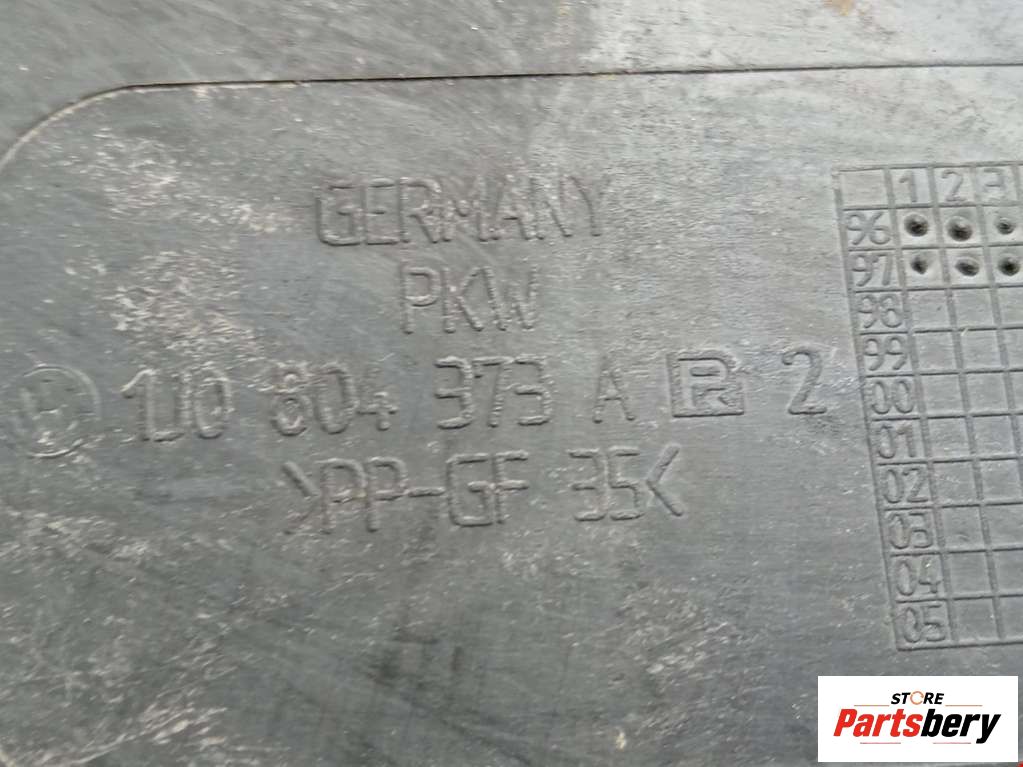 GERMANY
PKW
1J0 804 373 A R 2
>PP-GF 35<
1 2 3
96
97
98
99
00
01
02
03
04
05
STORE
Partsbery